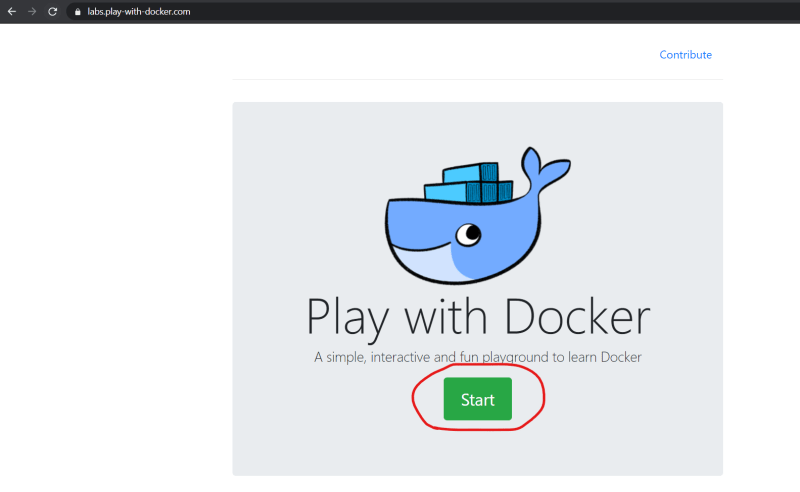 labs.play-with-docker.com
Contribute
Play with Docker
A simple, interactive and fun playground to learn Docker
Start